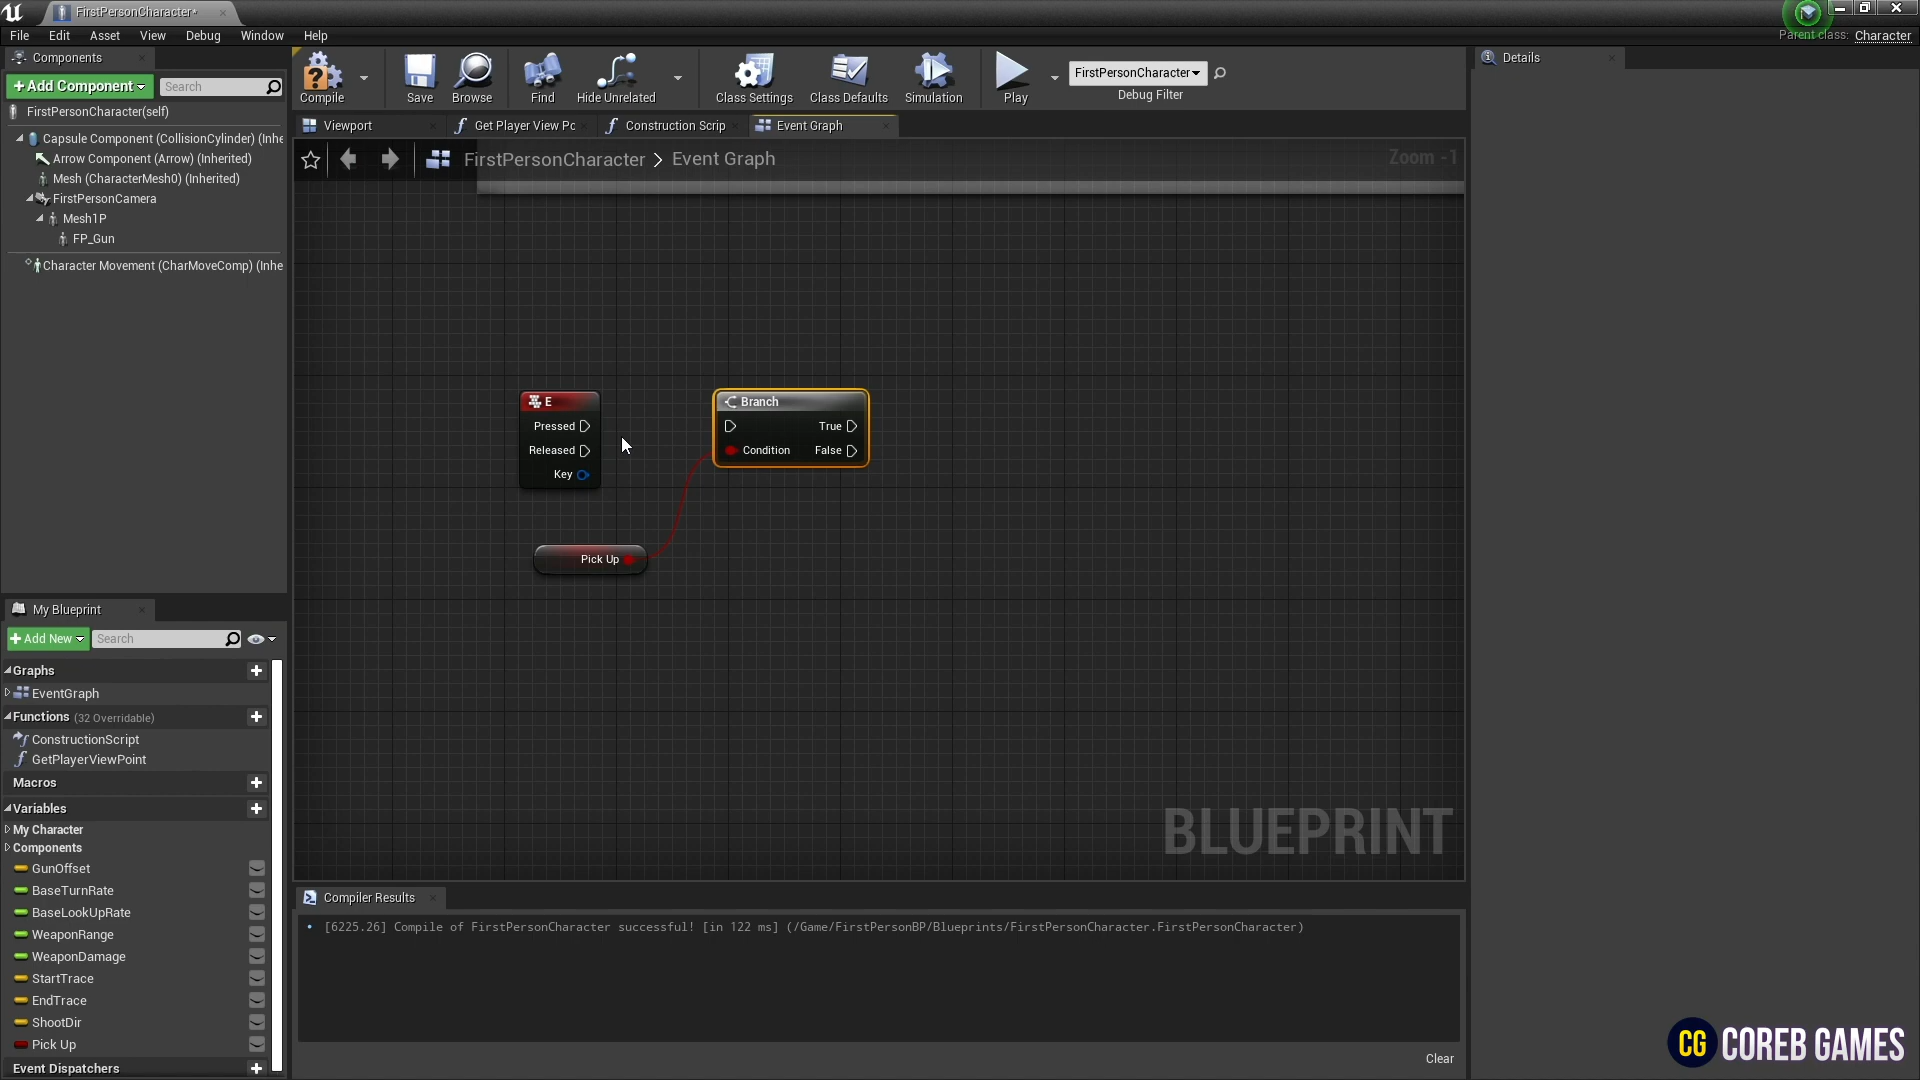 FirstPersonCharacter*
File Edit Asset View Debug Window Help
Parent class: Character
Components
+Add Component
Search
FirstPersonCharacter(self)
Capsule Component (CollisionCylinder) (Inhe
Arrow Component (Arrow) (Inherited)
Mesh (CharacterMesh0) (Inherited)
FirstPersonCamera
Mesh1P
FP_Gun
Character Movement (CharMoveComp) (Inhe
Compile
Save
Browse
Find
Hide Unrelated
Class Settings
Class Defaults
Simulation
Play
FirstPersonCharacter
Debug Filter
Viewport
Get Player View Po
Construction Scrip
Event Graph
FirstPersonCharacter > Event Graph
Zoom -1
E
Pressed
Released
Key
Branch
True
Condition
False
Pick Up
BLUEPRINT
My Blueprint
+Add New
Search
Graphs
EventGraph
Functions (32 Overridable)
ConstructionScript
GetPlayerViewPoint
Macros
Variables
My Character
Components
GunOffset
BaseTurnRate
BaseLookUpRate
WeaponRange
WeaponDamage
StartTrace
EndTrace
ShootDir
Pick Up
Event Dispatchers
Compiler Results
[6225.26] Compile of FirstPersonCharacter successful! [in 122 ms] (/Game/FirstPersonBP/Blueprints/FirstPersonCharacter.FirstPersonCharacter)
Clear
Details
CG COREB GAMES